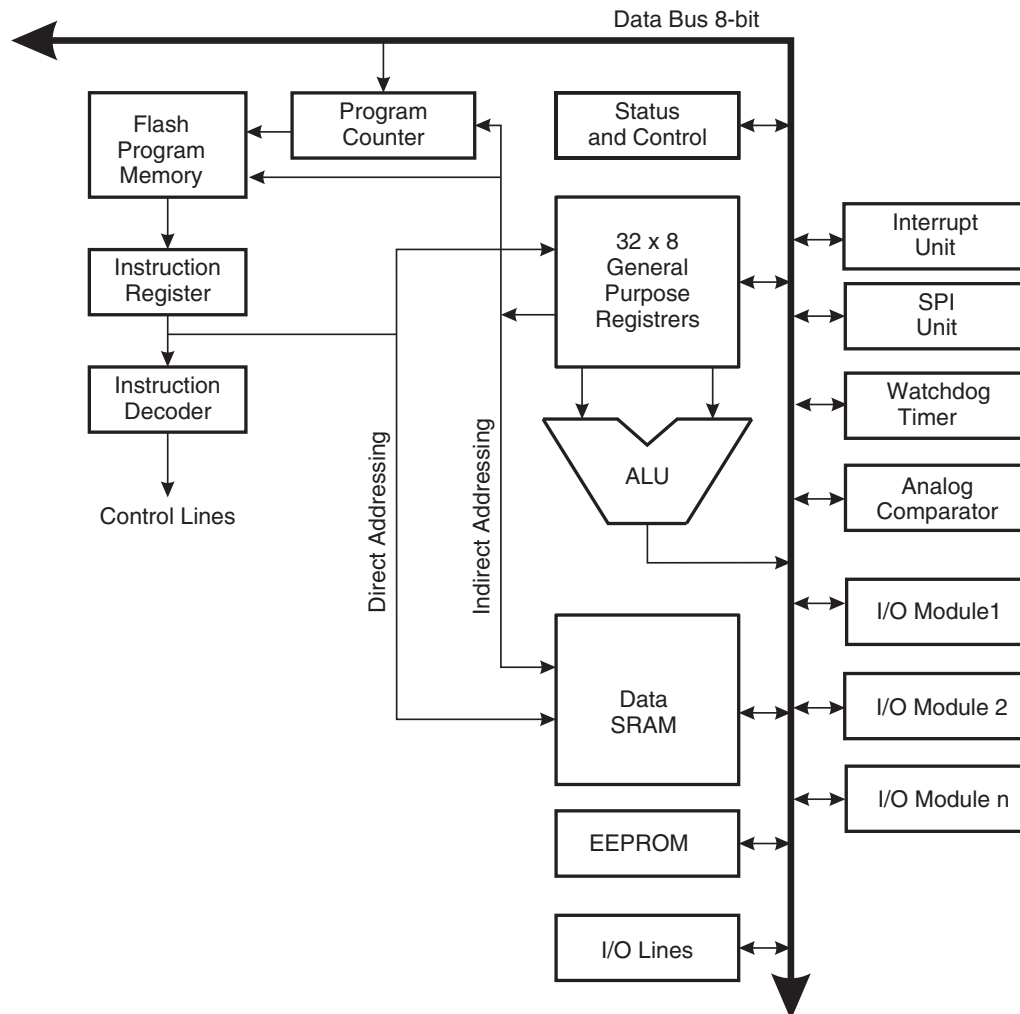 Data Bus 8-bit
Flash
Program
Memory
Program
Counter
Status
and Control
Interrupt
Unit
32 x 8
General
Purpose
Registrers
Instruction
Register
SPI
Unit
Instruction
Decoder
Watchdog
Timer
ALU
Analog
Comparator
Control Lines
Direct Addressing
Indirect Addressing
I/O Module1
Data
SRAM
I/O Module 2
I/O Module n
EEPROM
I/O Lines